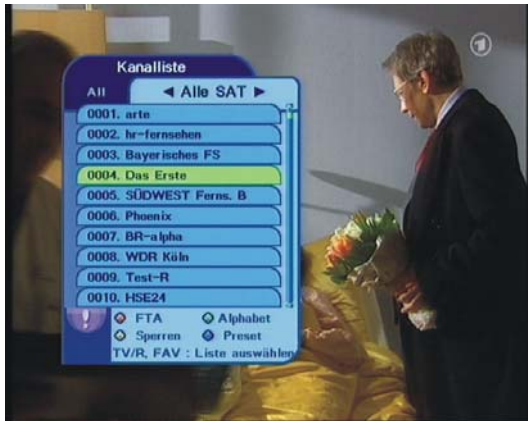 Kanalliste
All ◄ Alle SAT ►
0001. arte
0002. hr-fernsehen
0003. Bayerisches FS
0004. Das Erste
0005. SÜDWEST Ferns. B
0006. Phoenix
0007. BR-alpha
0008. WDR Köln
0009. Test-R
0010. HSE24
! FTA Alphabet
Sperren Preset
TV/R, FAV : Liste auswählen
1